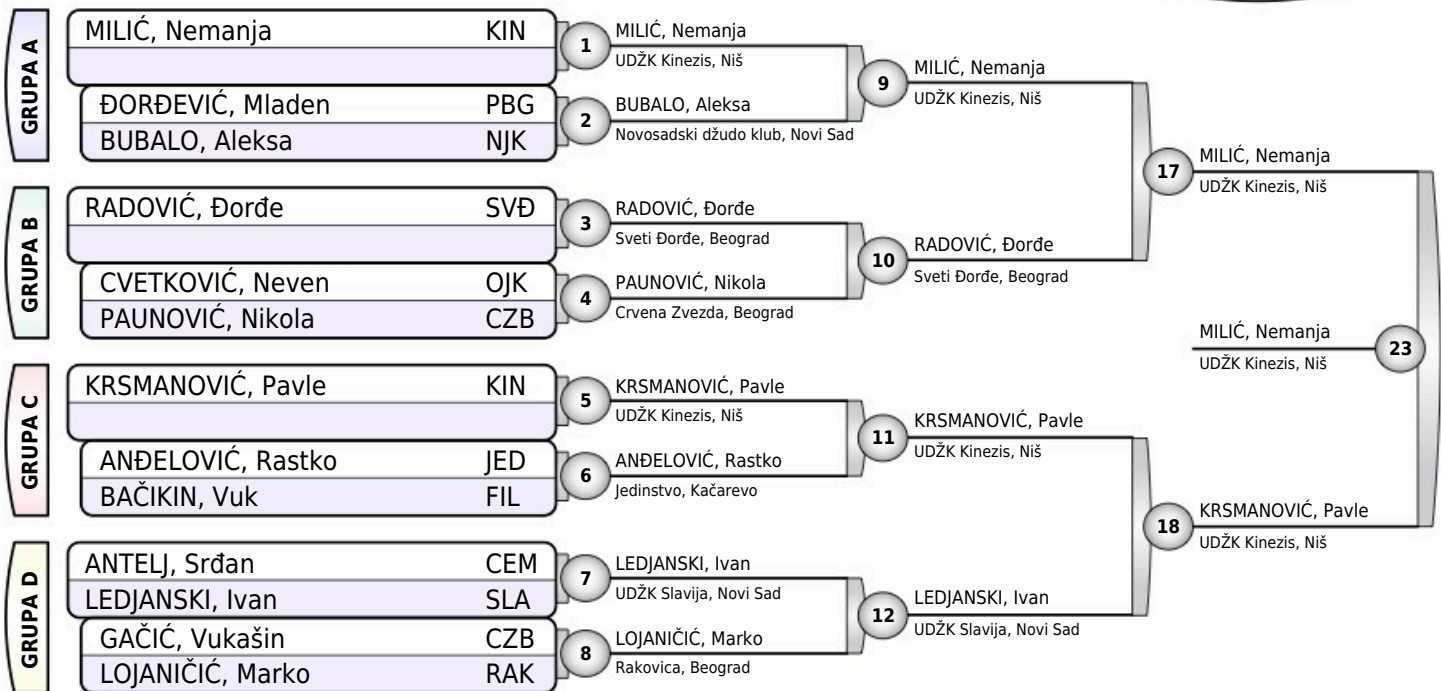 GRUPA A
MILIĆ, Nemanja KIN
ĐORĐEVIĆ, Mladen PBG
BUBALO, Aleksa NJK
GRUPA B
RADOVIĆ, Đorđe SVĐ
CVETKOVIĆ, Neven OJK
PAUNOVIĆ, Nikola CZB
GRUPA C
KRSMANOVIĆ, Pavle KIN
ANĐELOVIĆ, Rastko JED
BAČIKIN, Vuk FIL
GRUPA D
ANTELJ, Srđan CEM
LEDJANSKI, Ivan SLA
GAČIĆ, Vukašin CZB
LOJANIČIĆ, Marko RAK
1
MILIĆ, Nemanja
UDŽK Kinezis, Niš
2
BUBALO, Aleksa
Novosadski džudo klub, Novi Sad
3
RADOVIĆ, Đorđe
Sveti Đorđe, Beograd
4
PAUNOVIĆ, Nikola
Crvena Zvezda, Beograd
5
KRSMANOVIĆ, Pavle
UDŽK Kinezis, Niš
6
ANĐELOVIĆ, Rastko
Jedinstvo, Kačarevo
7
LEDJANSKI, Ivan
UDŽK Slavija, Novi Sad
8
LOJANIČIĆ, Marko
Rakovica, Beograd
9
MILIĆ, Nemanja
UDŽK Kinezis, Niš
10
RADOVIĆ, Đorđe
Sveti Đorđe, Beograd
11
KRSMANOVIĆ, Pavle
UDŽK Kinezis, Niš
12
LEDJANSKI, Ivan
UDŽK Slavija, Novi Sad
17
MILIĆ, Nemanja
UDŽK Kinezis, Niš
18
KRSMANOVIĆ, Pavle
UDŽK Kinezis, Niš
MILIĆ, Nemanja
UDŽK Kinezis, Niš
23